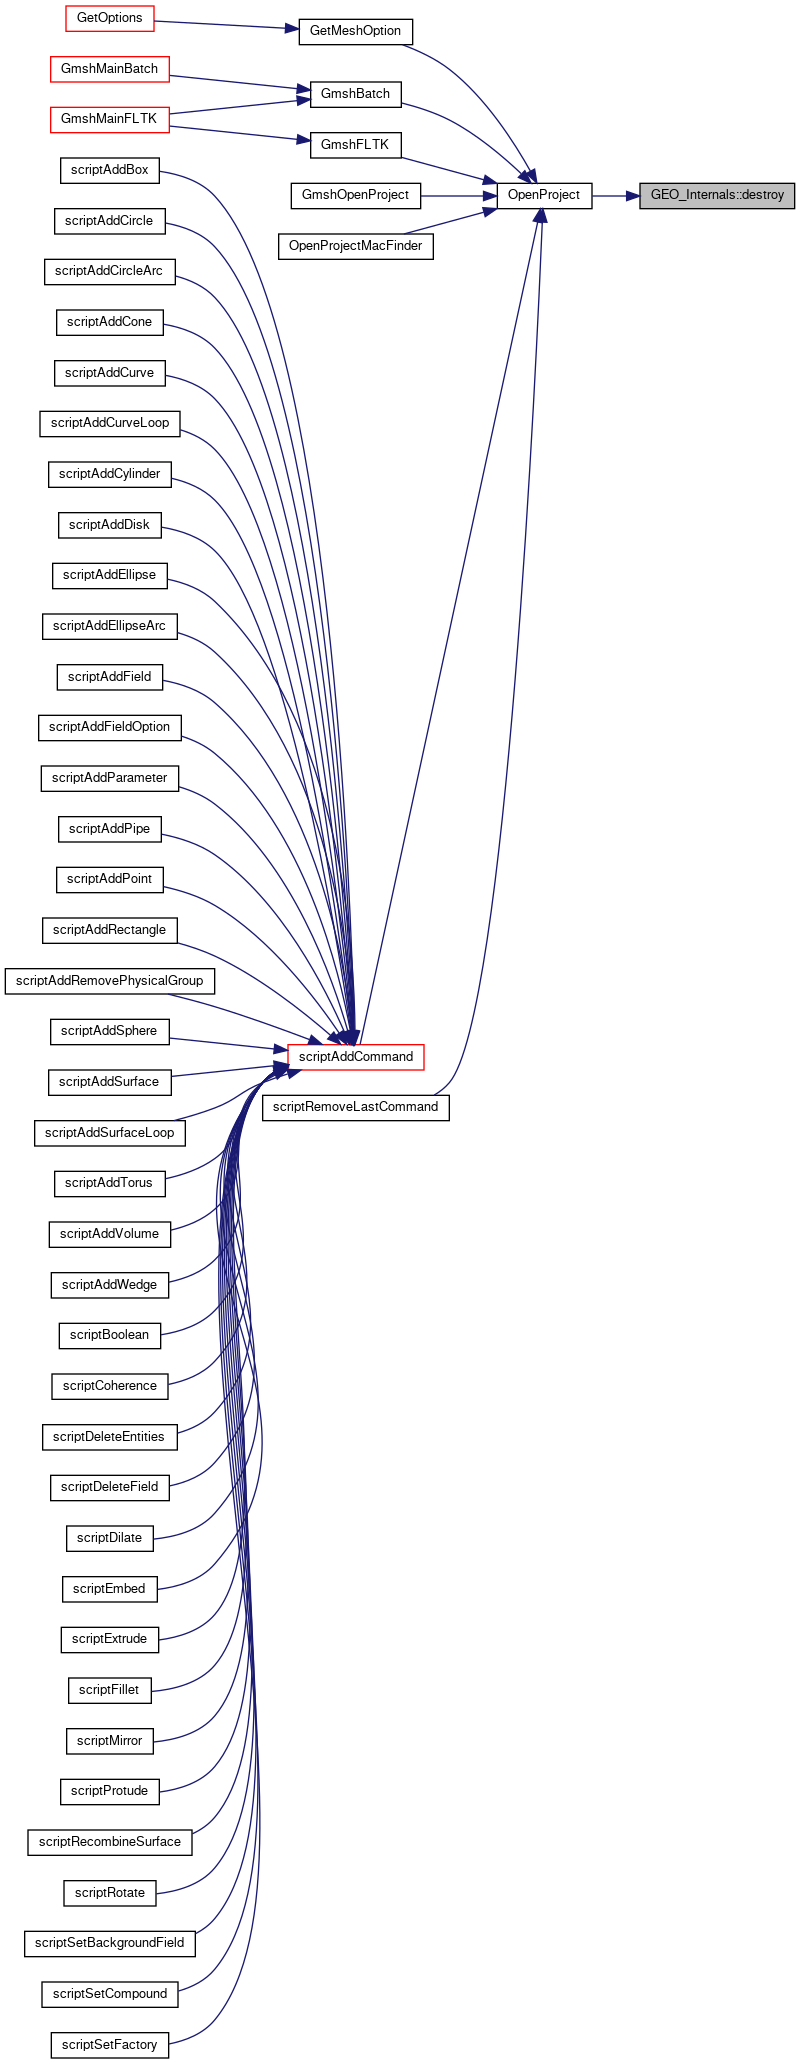 GetOptions
GetMeshOption
GmshMainBatch
GmshBatch
GmshMainFLTK
GmshFLTK
scriptAddBox
GmshOpenProject
OpenProject
GEO_Internals::destroy
scriptAddCircle
OpenProjectMacFinder
scriptAddCircleArc
scriptAddCone
scriptAddCurve
scriptAddCurveLoop
scriptAddCylinder
scriptAddDisk
scriptAddEllipse
scriptAddEllipseArc
scriptAddField
scriptAddFieldOption
scriptAddParameter
scriptAddPipe
scriptAddPoint
scriptAddRectangle
scriptAddRemovePhysicalGroup
scriptAddSphere
scriptAddCommand
scriptAddSurface
scriptRemoveLastCommand
scriptAddSurfaceLoop
scriptAddTorus
scriptAddVolume
scriptAddWedge
scriptBoolean
scriptCoherence
scriptDeleteEntities
scriptDeleteField
scriptDilate
scriptEmbed
scriptExtrude
scriptFillet
scriptMirror
scriptProtude
scriptRecombineSurface
scriptRotate
scriptSetBackgroundField
scriptSetCompound
scriptSetFactory